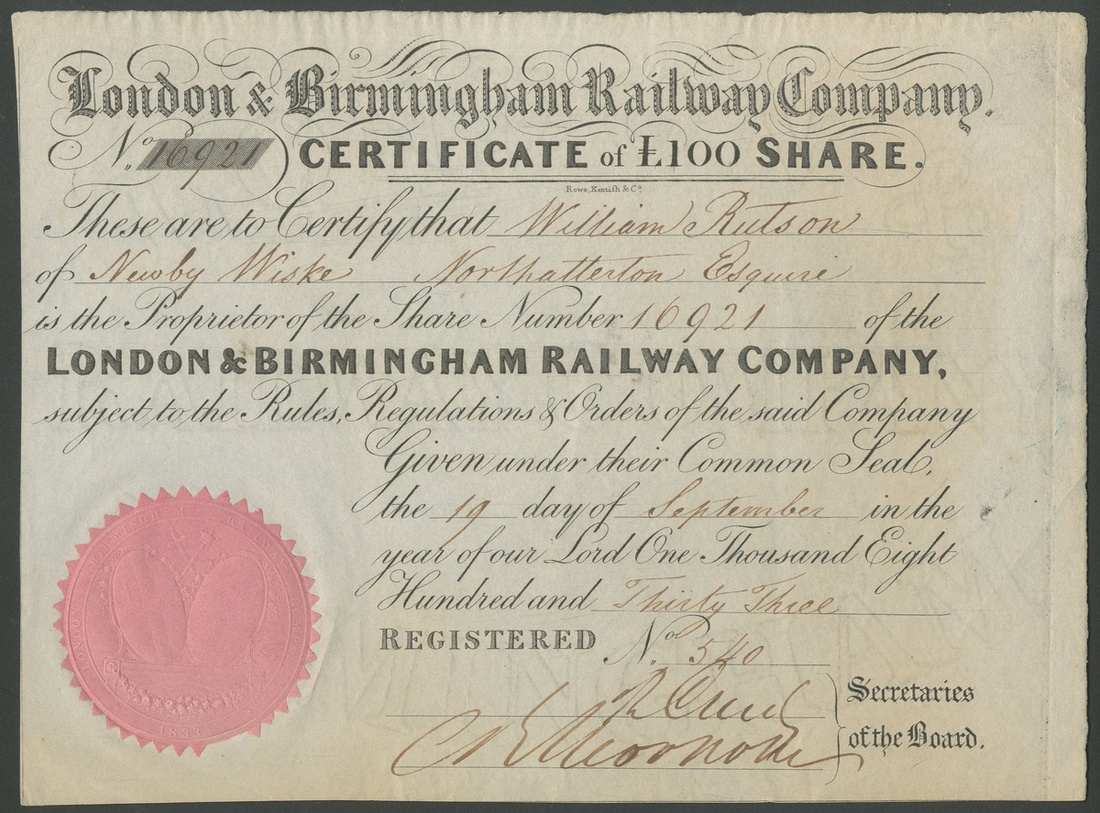 London & Birmingham Railway Company.
No. 16921 CERTIFICATE of £100 SHARE.
Rowe, Kentish & Co.
These are to Certify that William Rutson
of Newby Wiske Northatterton Esquire
is the Proprietor of the Share Number 16921 of the
LONDON & BIRMINGHAM RAILWAY COMPANY,
subject to the Rules, Regulations & Orders of the said Company
Given under their Common Seal,
the 19 day of September in the
year of our Lord One Thousand Eight
Hundred and Thirty Three
REGISTERED No. 540
Secretaries
of the Board.
1833